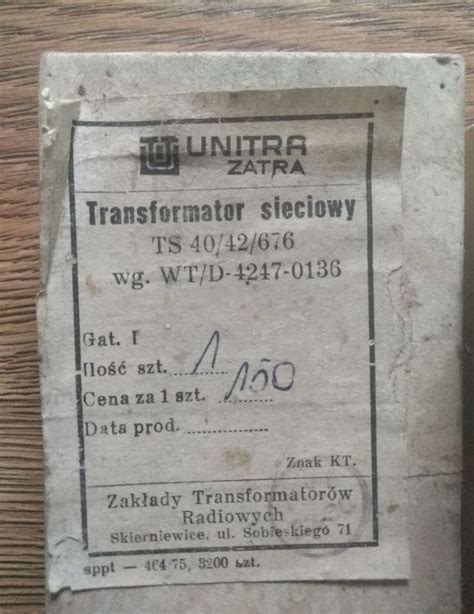 UNITRA
ZATRA
Transformator sieciowy
TS 40/42/676
wg. WT/D-4247-0136
Gat. I
Ilość szt. 1
Cena za 1 szt. 150
Data prod.
Znak KT.
Zakłady Transformatorów
Radiowych
Skierniewice, ul. Sobieskiego 71
sppt — 464/75, 3200 szt.